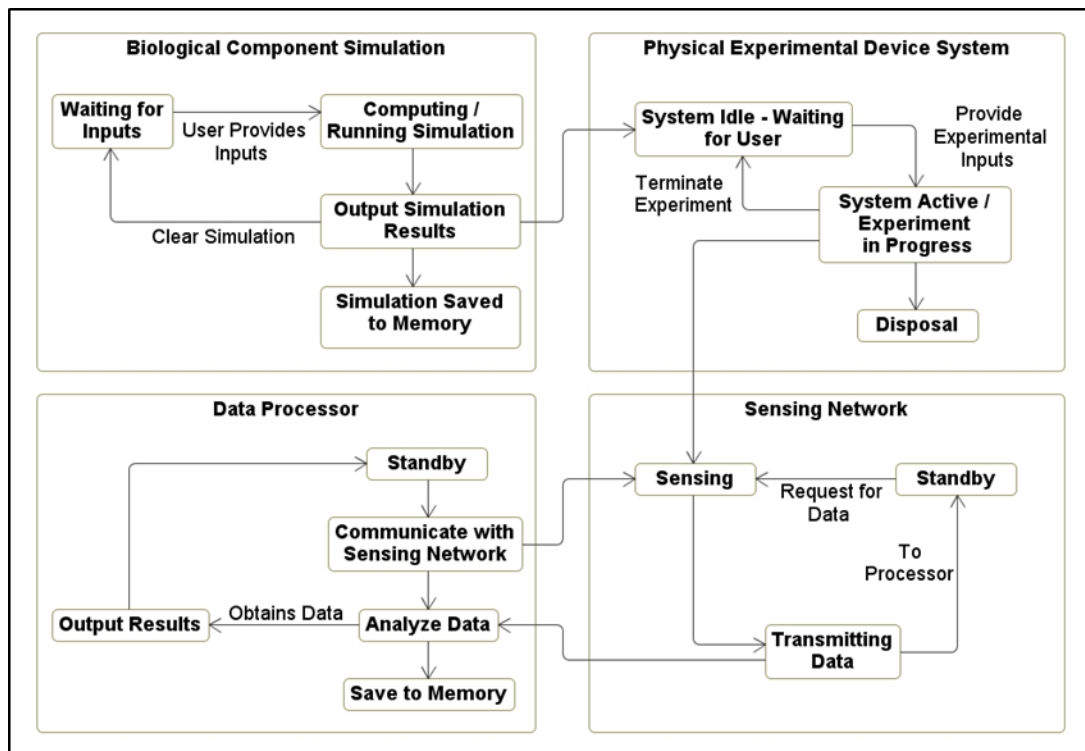 Biological Component Simulation
Waiting for
Inputs
User Provides
Inputs
Computing /
Running Simulation
Output Simulation
Results
Clear Simulation
Simulation Saved
to Memory
Physical Experimental Device System
System Idle - Waiting
for User
Provide
Experimental
Inputs
Terminate
Experiment
System Active /
Experiment
in Progress
Disposal
Data Processor
Standby
Communicate with
Sensing Network
Output Results
Obtains Data
Analyze Data
Save to Memory
Sensing Network
Sensing
Request for
Data
Standby
To
Processor
Transmitting
Data